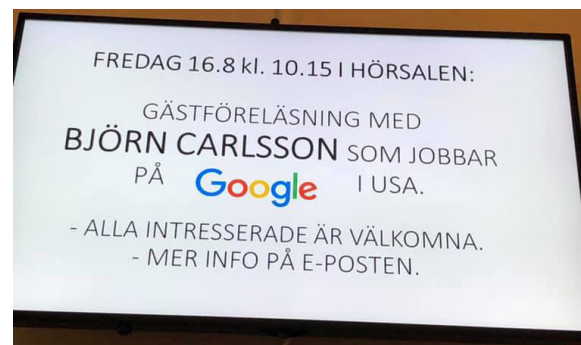 FREDAG 16.8 kl. 10.15 I HÖRSALEN:
GÄSTFÖRELÄSNING MED
BJÖRN CARLSSON SOM JOBBAR
PÅ Google I USA.
- ALLA INTRESSERADE ÄR VÄLKOMNA.
- MER INFO PÅ E-POSTEN.